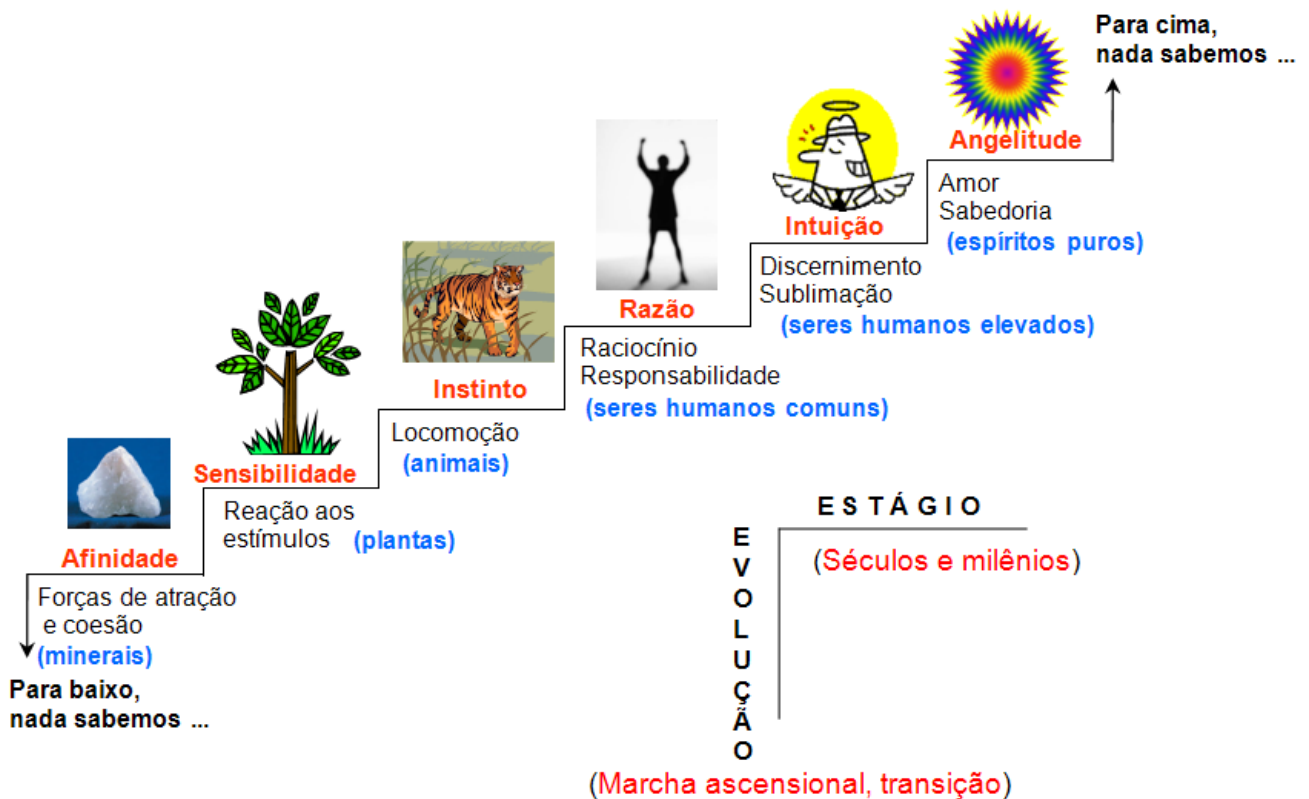 Para cima,
nada sabemos ...
Angelitude
Amor
Sabedoria
(espíritos puros)
Intuição
Discernimento
Sublimação
(seres humanos elevados)
Razão
Raciocínio
Responsabilidade
(seres humanos comuns)
Instinto
Locomoção
(animais)
Sensibilidade
Reação aos
estímulos (plantas)
Afinidade
Forças de atração
e coesão
(minerais)
Para baixo,
nada sabemos ...
ESTÁGIO
(Séculos e milênios)
E
V
O
L
U
Ç
Ã
O
(Marcha ascensional, transição)